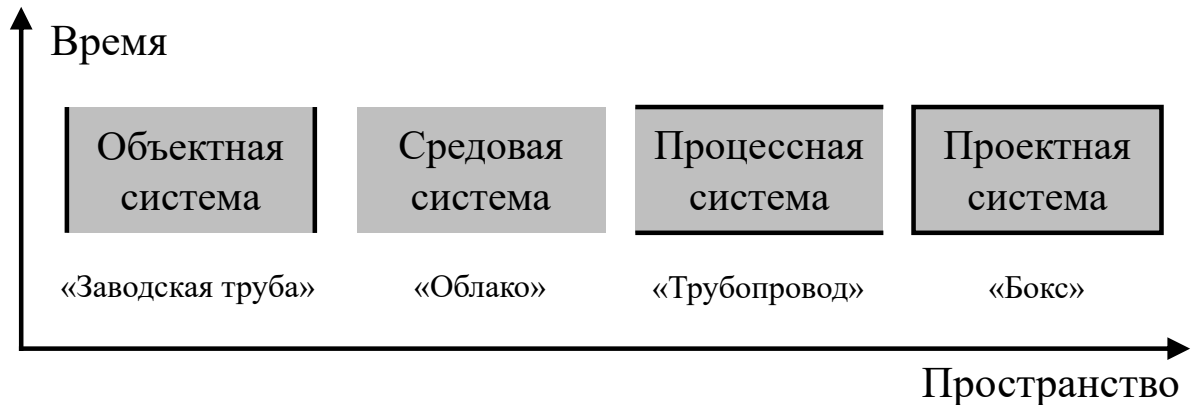 Время
Объектная
система
Средовая
система
Процессная
система
Проектная
система
«Заводская труба»
«Облако»
«Трубопровод»
«Бокс»
Пространство